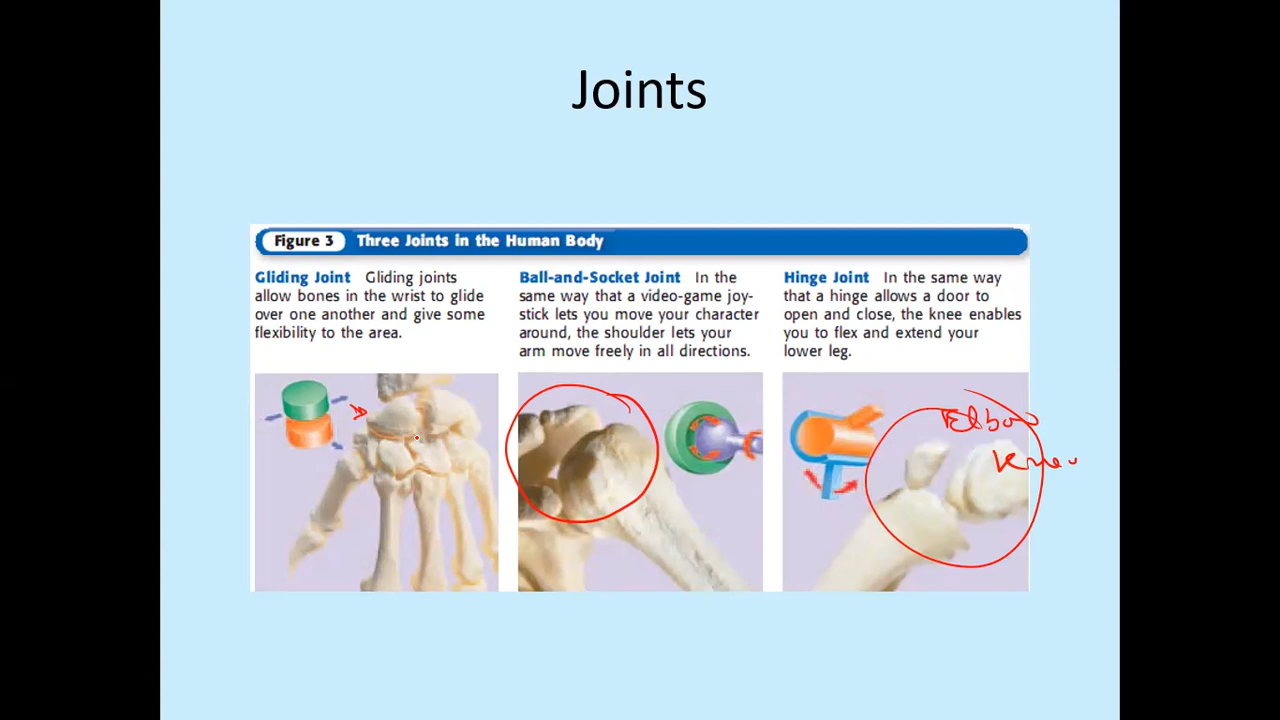 Joints
Figure 3 Three Joints in the Human Body
Gliding Joint Gliding joints
allow bones in the wrist to glide
over one another and give some
flexibility to the area.
Ball-and-Socket Joint In the
same way that a video-game joy-
stick lets you move your character
around, the shoulder lets your
arm move freely in all directions.
Hinge Joint In the same way
that a hinge allows a door to
open and close, the knee enables
you to flex and extend your
lower leg.
Elbow
Knee